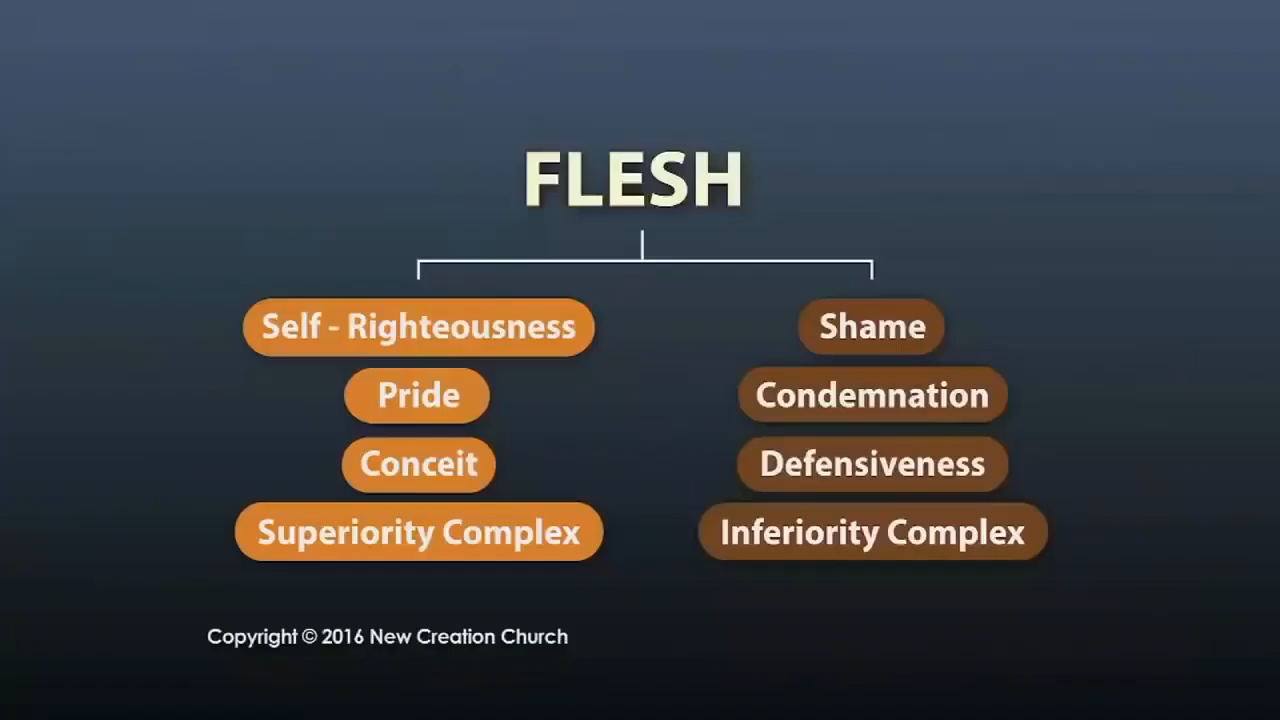 FLESH
Self - Righteousness
Pride
Conceit
Superiority Complex
Shame
Condemnation
Defensiveness
Inferiority Complex
Copyright © 2016 New Creation Church